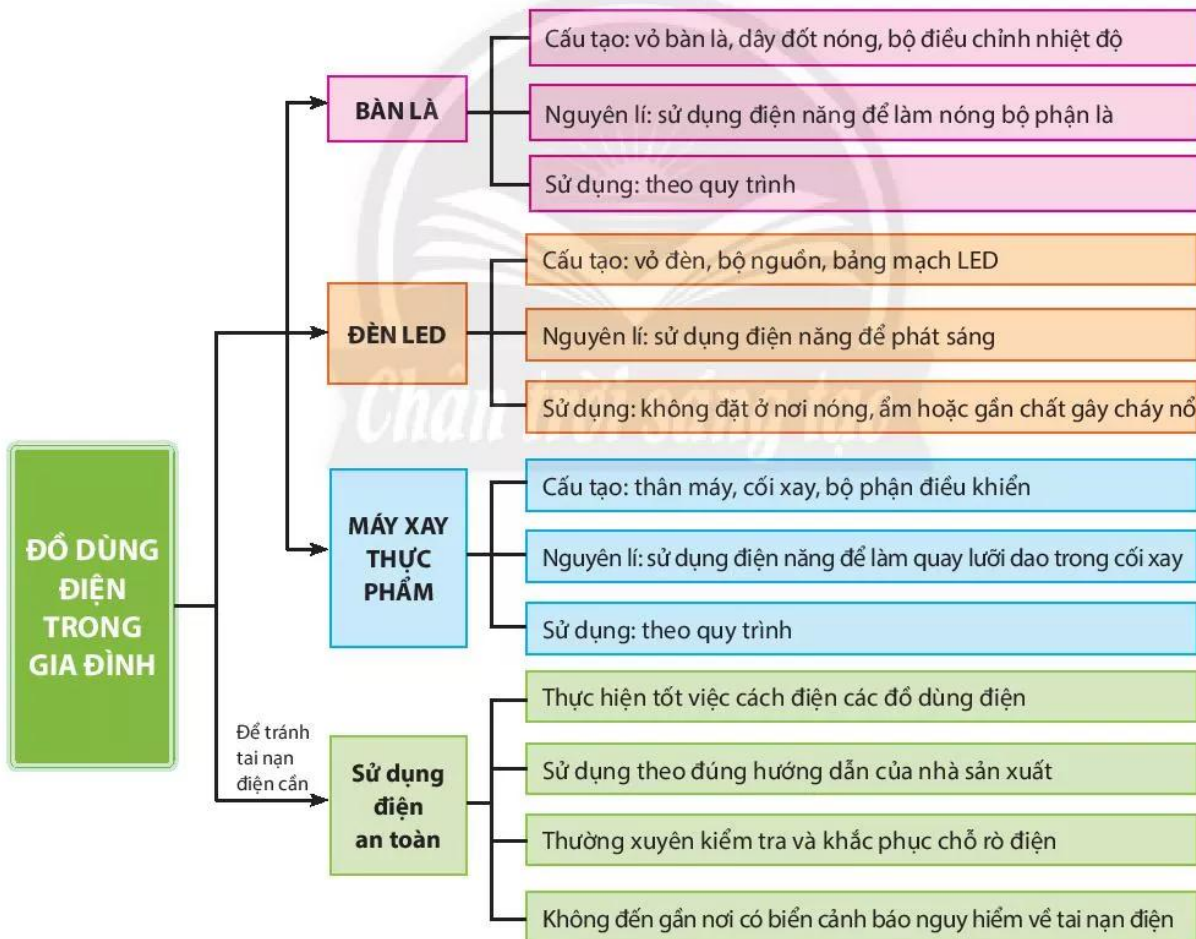 ĐỒ DÙNG
ĐIỆN
TRONG
GIA ĐÌNH
BÀN LÀ
Cấu tạo: vỏ bàn là, dây đốt nóng, bộ điều chỉnh nhiệt độ
Nguyên lí: sử dụng điện năng để làm nóng bộ phận là
Sử dụng: theo quy trình
ĐÈN LED
Cấu tạo: vỏ đèn, bộ nguồn, bảng mạch LED
Nguyên lí: sử dụng điện năng để phát sáng
Sử dụng: không đặt ở nơi nóng, ẩm hoặc gần chất gây cháy nổ
Chân trời sáng tạo
MÁY XAY
THỰC
PHẨM
Cấu tạo: thân máy, cối xay, bộ phận điều khiển
Nguyên lí: sử dụng điện năng để làm quay lưỡi dao trong cối xay
Sử dụng: theo quy trình
Để tránh
tai nạn
điện cần
Sử dụng
điện
an toàn
Thực hiện tốt việc cách điện các đồ dùng điện
Sử dụng theo đúng hướng dẫn của nhà sản xuất
Thường xuyên kiểm tra và khắc phục chỗ rò điện
Không đến gần nơi có biển cảnh báo nguy hiểm về tai nạn điện